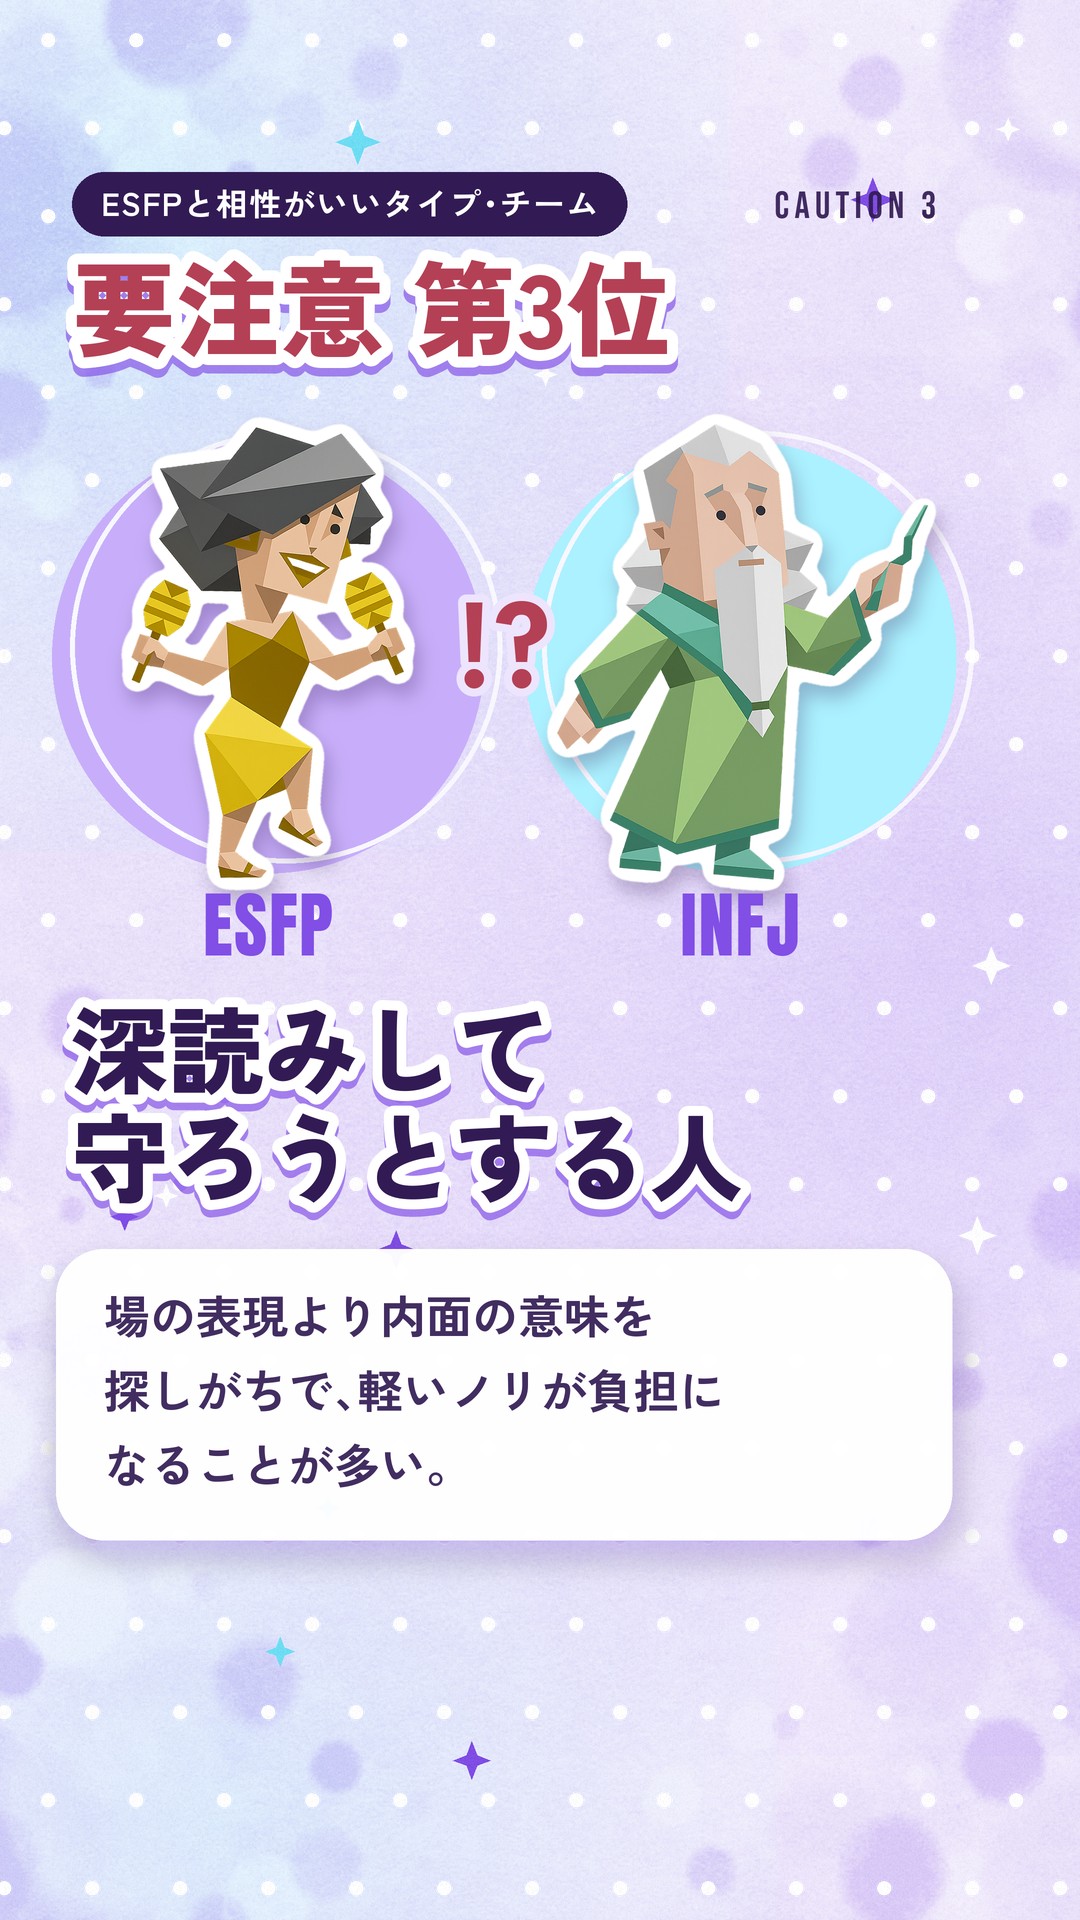 ESFPと相性がいいタイプ・チーム
CAUTION 3
要注意 第3位
!?
ESFP
INFJ
深読みして
守ろうとする人
場の表現より内面の意味を
探しがちで、軽いノリが負担に
なることが多い。